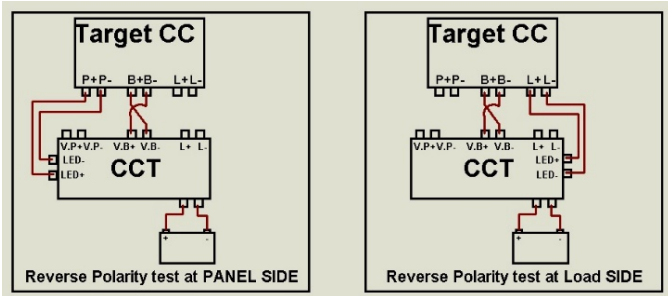 Target CC
P+P- B+B- L+L-
V.P+V.P- V.B+ V.B- L+ L-
LED-
LED+
CCT
+ -
Reverse Polarity test at PANEL SIDE
Target CC
P+P- B+B- L+L-
V.P+V.P- V.B+ V.B- L+ L-
LED+
LED-
CCT
+ -
Reverse Polarity test at Load SIDE